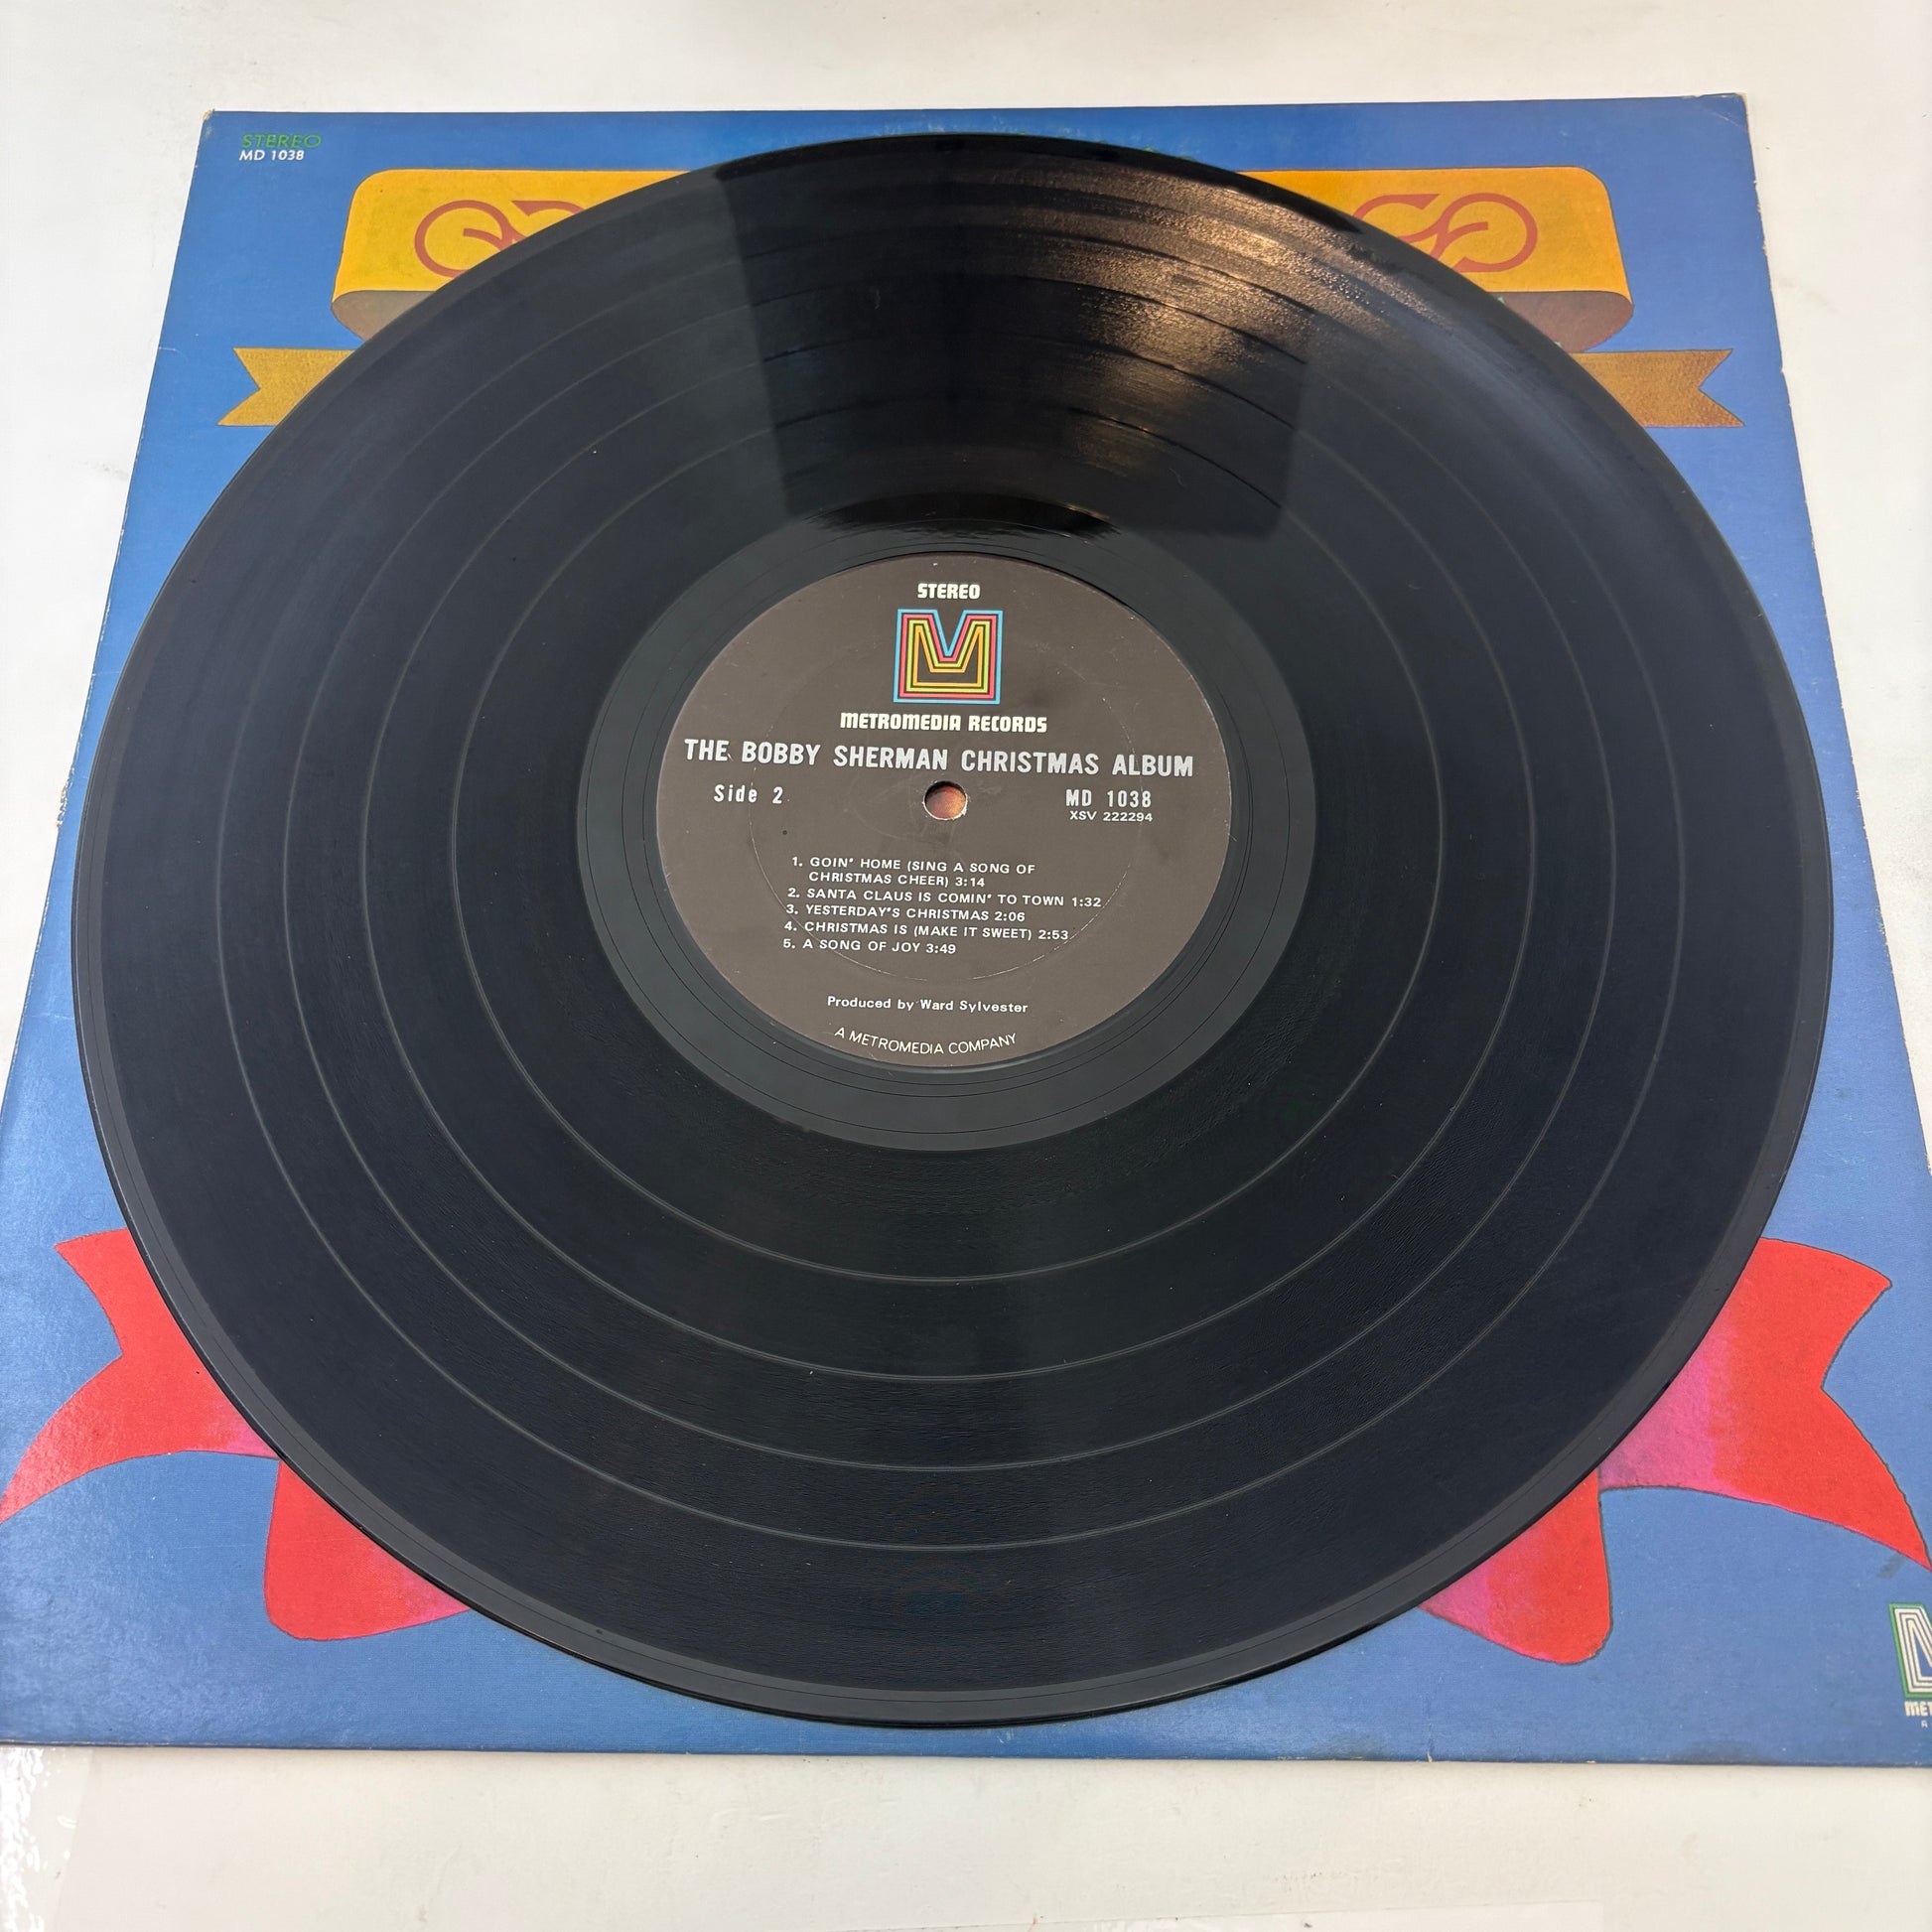 STEREO
MD 1038
STEREO
METROMEDIA RECORDS
THE BOBBY SHERMAN CHRISTMAS ALBUM
Side 2
MD 1038
XSV 222294
1. GOIN' HOME (SING A SONG OF
CHRISTMAS CHEER) 3:14
2. SANTA CLAUS IS COMIN' TO TOWN 1:32
3. YESTERDAY'S CHRISTMAS 2:06
4. CHRISTMAS IS (MAKE IT SWEET) 2:53
5. A SONG OF JOY 3:49
Produced by Ward Sylvester
A METROMEDIA COMPANY